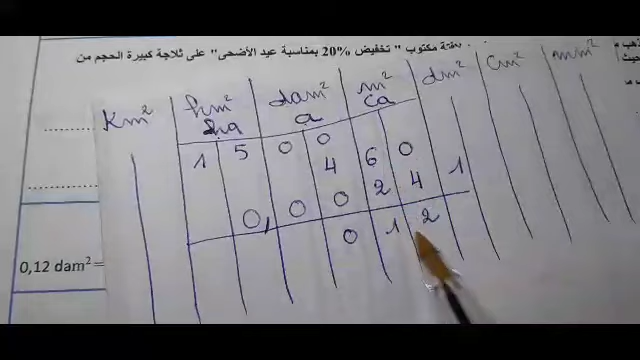 تخفيض 20% بمناسبة عيد الأضحى" على ثلاجة كبيرة الحجم من
Km² hm² dam² m² dm² cm² mm²
ha a ca
1 5 0 0
4 6 0
0,0 0 2 4 1
0 1 2
0,12 dam² =